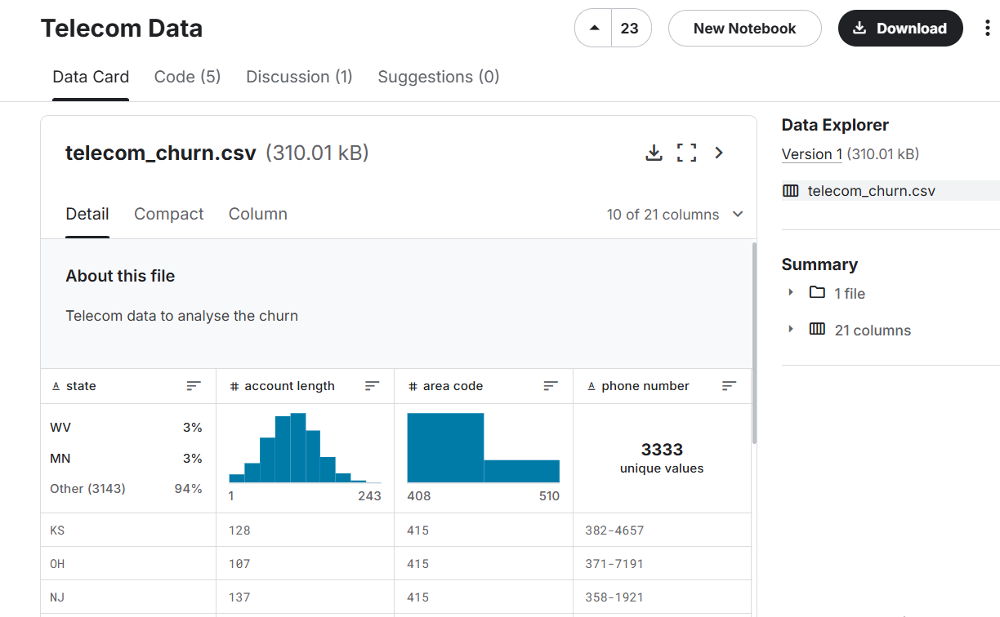 Telecom Data
23
New Notebook
Download
Data Card
Code (5)
Discussion (1)
Suggestions (0)
telecom_churn.csv (310.01 kB)
Detail
Compact
Column
10 of 21 columns
About this file
Telecom data to analyse the churn
A state
# account length
# area code
A phone number
WV 3%
MN 3%
Other (3143) 94%
1 243
408 510
3333
unique values
KS 128 415 382-4657
OH 107 415 371-7191
NJ 137 415 358-1921
Data Explorer
Version 1 (310.01 kB)
telecom_churn.csv
Summary
1 file
21 columns